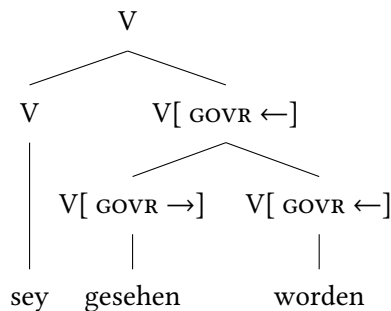 V
V V[ GOVR ←]
V[ GOVR →] V[ GOVR ←]
sey gesehen worden